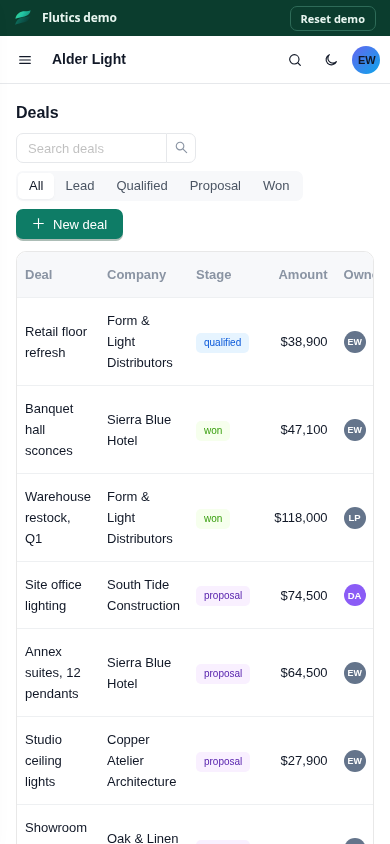 Flutics demo
Reset demo
Alder Light
EW
Deals
Search deals
All Lead Qualified Proposal Won
New deal
Deal Company Stage Amount
Retail floor refresh Form & Light Distributors qualified $38,900 EW
Banquet hall sconces Sierra Blue Hotel won $47,100 EW
Warehouse restock, Q1 Form & Light Distributors won $118,000 LP
Site office lighting South Tide Construction proposal $74,500 DA
Annex suites, 12 pendants Sierra Blue Hotel proposal $64,500 EW
Studio ceiling lights Copper Atelier Architecture proposal $27,900 EW
Showroom Oak & Linen